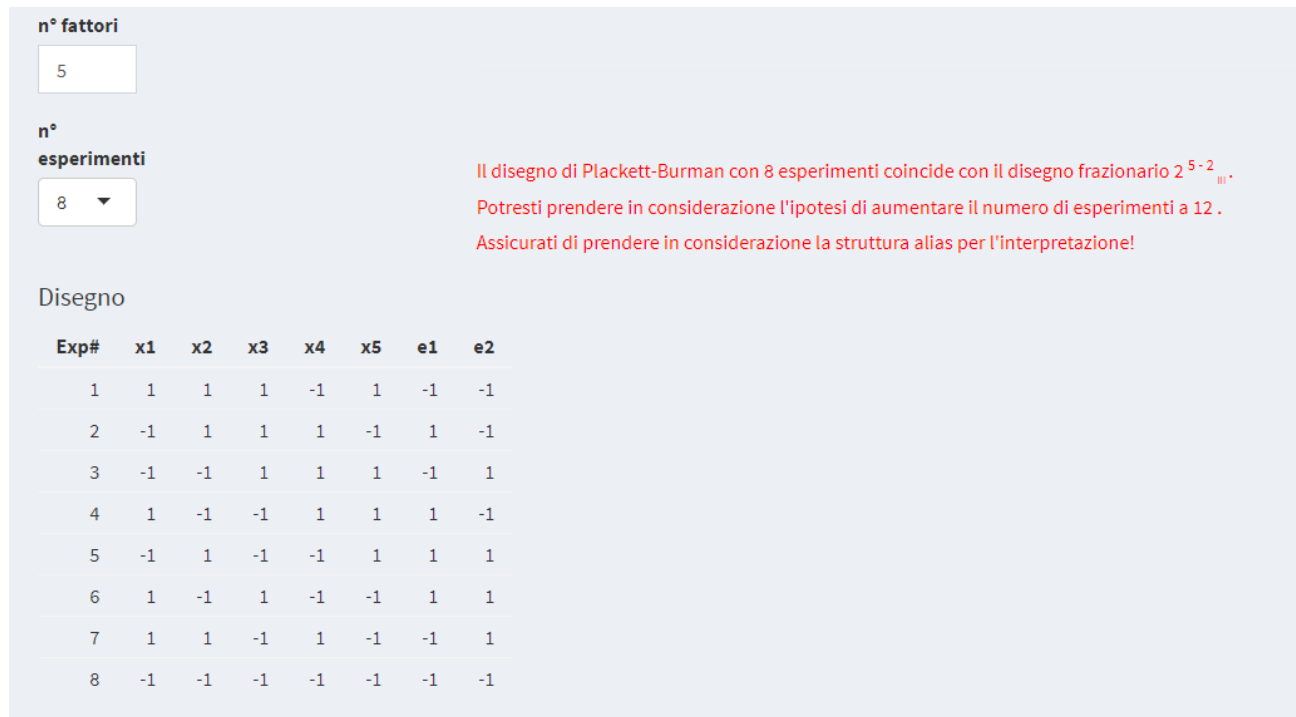 n° fattori
5
n°
esperimenti
8
Il disegno di Plackett-Burman con 8 esperimenti coincide con il disegno frazionario 2 5 - 2 III .
Potresti prendere in considerazione l'ipotesi di aumentare il numero di esperimenti a 12 .
Assicurati di prendere in considerazione la struttura alias per l'interpretazione!
Disegno
Exp# x1 x2 x3 x4 x5 e1 e2
1 1 1 1 -1 1 -1 -1
2 -1 1 1 1 -1 1 -1
3 -1 -1 1 1 1 -1 1
4 1 -1 -1 1 1 1 -1
5 -1 1 -1 -1 1 1 1
6 1 -1 1 -1 -1 1 1
7 1 1 -1 1 -1 -1 1
8 -1 -1 -1 -1 -1 -1 -1